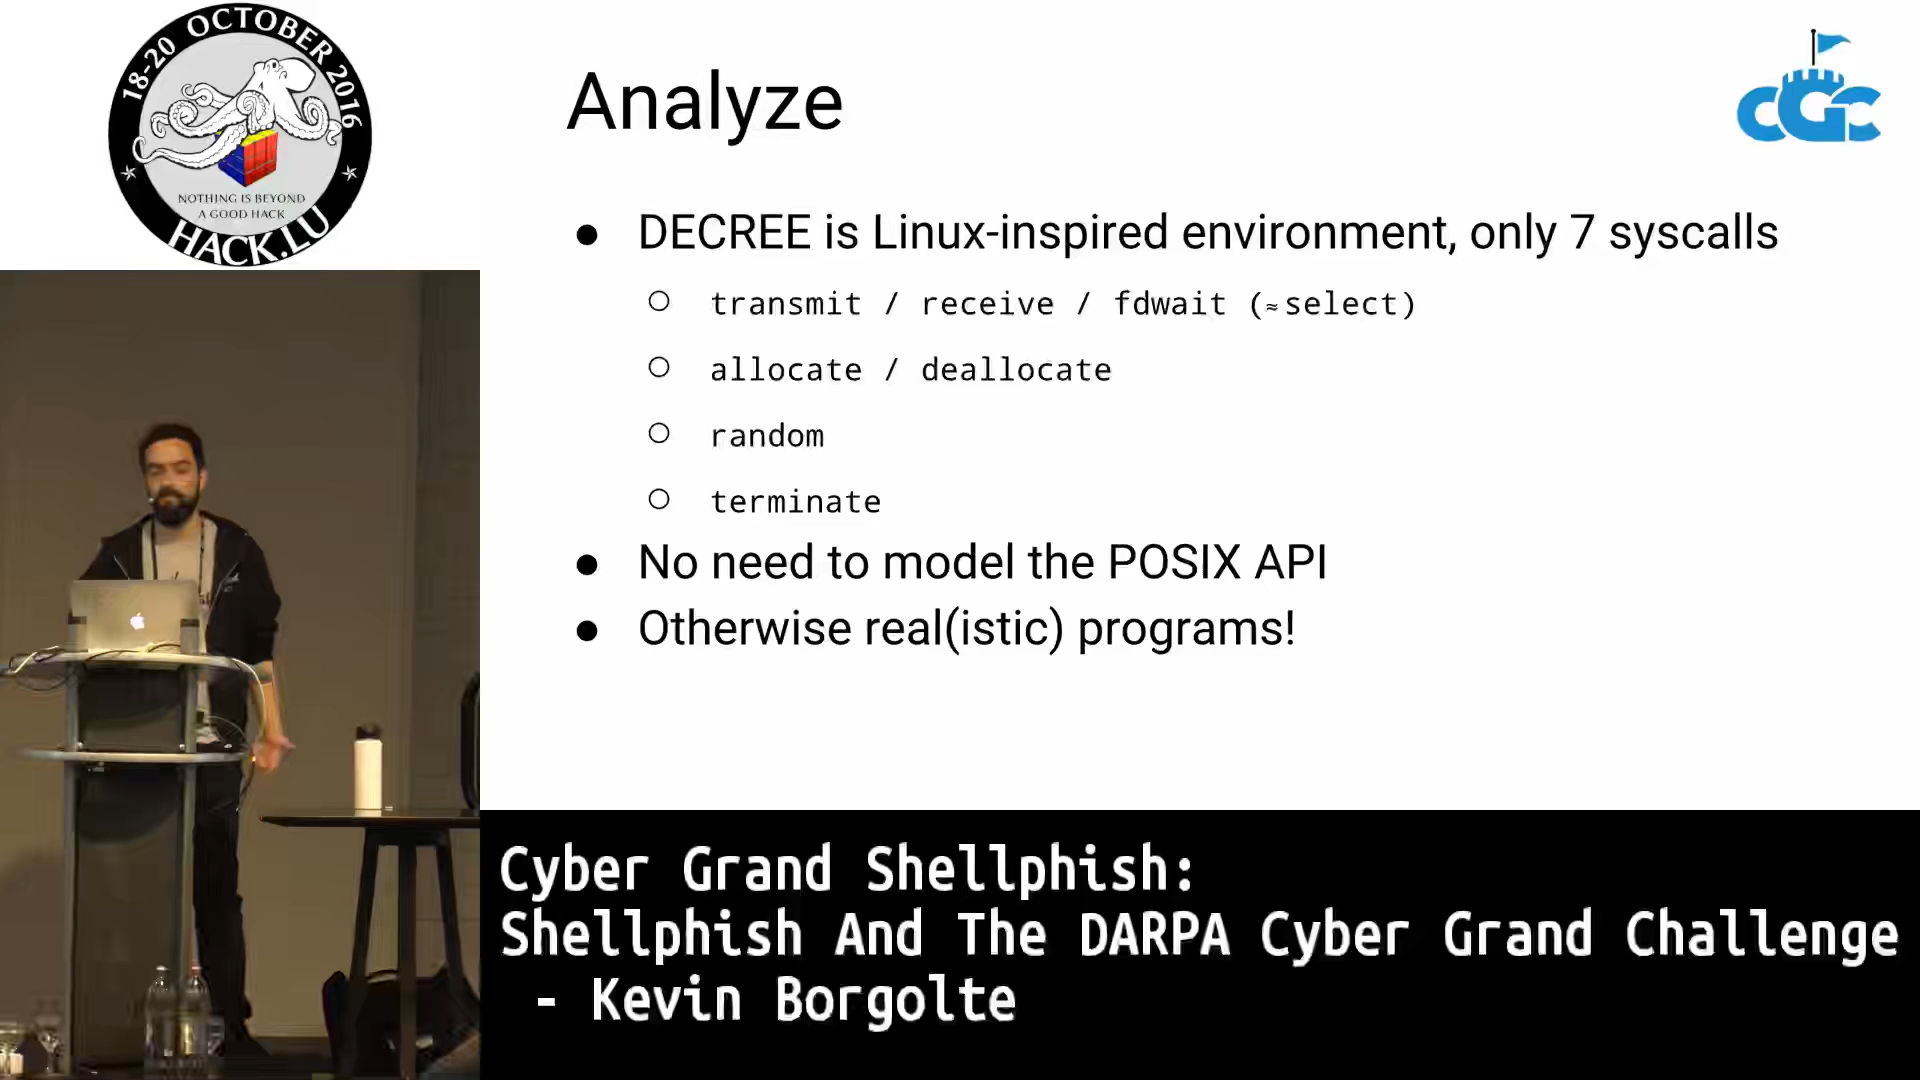 18-20 OCTOBER 2016
NOTHING IS BEYOND
A GOOD HACK
HACK.LU
Analyze
CGC
● DECREE is Linux-inspired environment, only 7 syscalls
○ transmit / receive / fdwait (≈select)
○ allocate / deallocate
○ random
○ terminate
● No need to model the POSIX API
● Otherwise real(istic) programs!
Cyber Grand Shellphish:
Shellphish And The DARPA Cyber Grand Challenge
- Kevin Borgolte